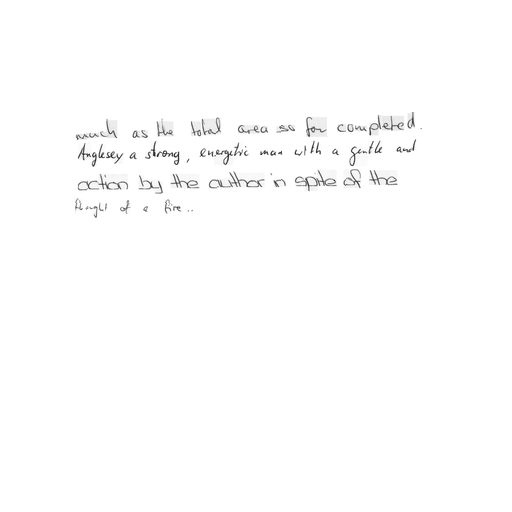 much as the total area so far completed.
Anglesey a strong, energetic man with a gentle and
action by the author in spite of the
thought of a fire..